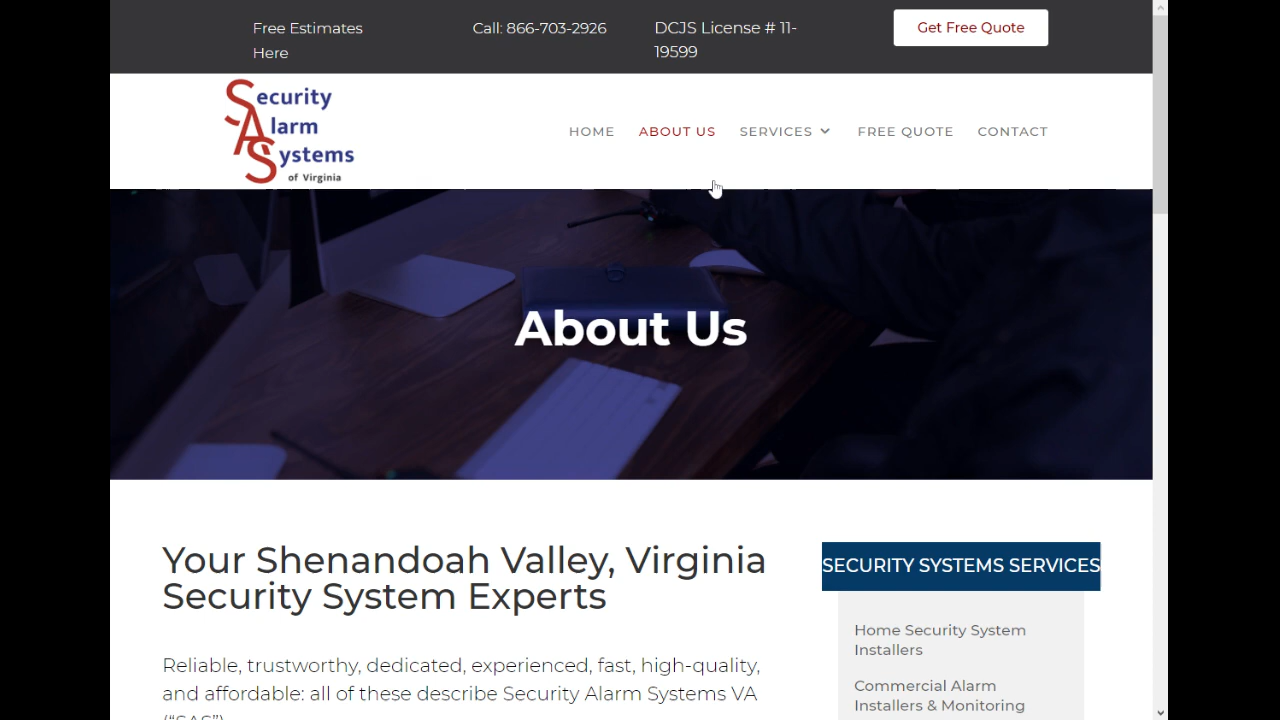 Free Estimates
Here
Call: 866-703-2926
DCJS License # 11-
19599
Get Free Quote
Security
Alarm
Systems
of Virginia
HOME
ABOUT US
SERVICES
FREE QUOTE
CONTACT
About Us
Your Shenandoah Valley, Virginia
Security System Experts
Reliable, trustworthy, dedicated, experienced, fast, high-quality,
and affordable: all of these describe Security Alarm Systems VA
("SAS")
SECURITY SYSTEMS SERVICES
Home Security System
Installers
Commercial Alarm
Installers & Monitoring